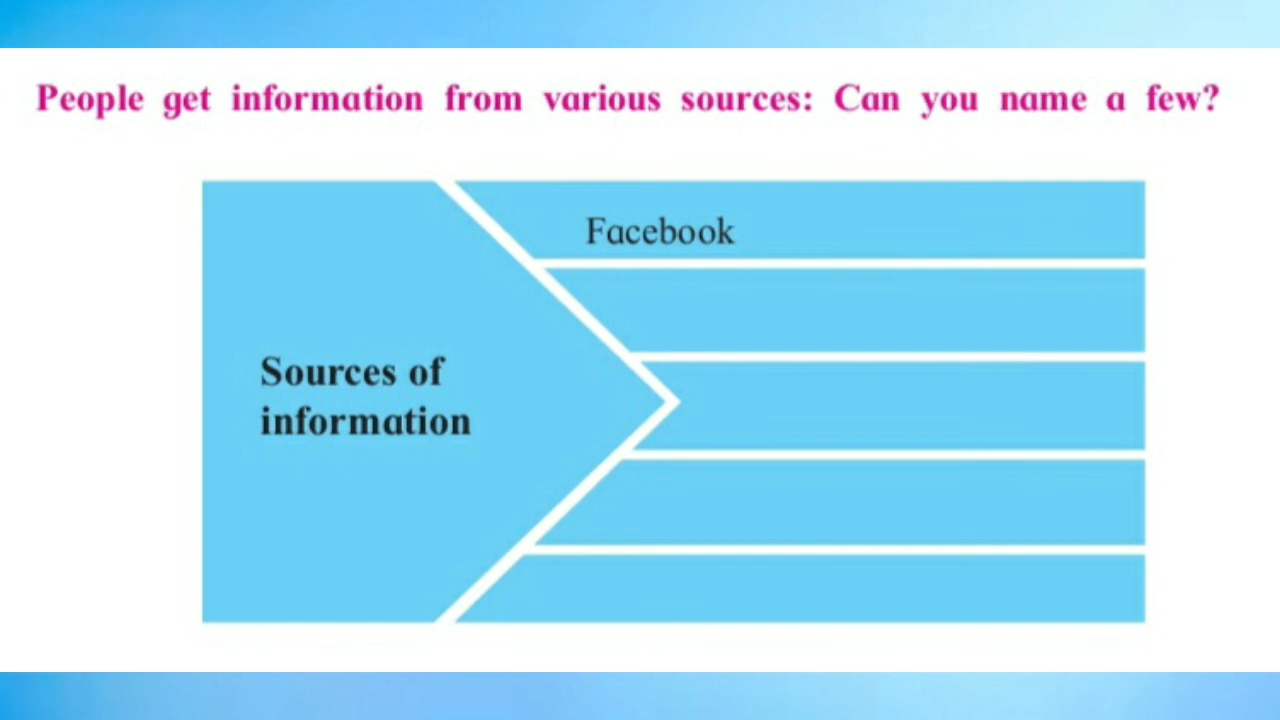 People get information from various sources: Can you name a few?
Facebook
Sources of
information